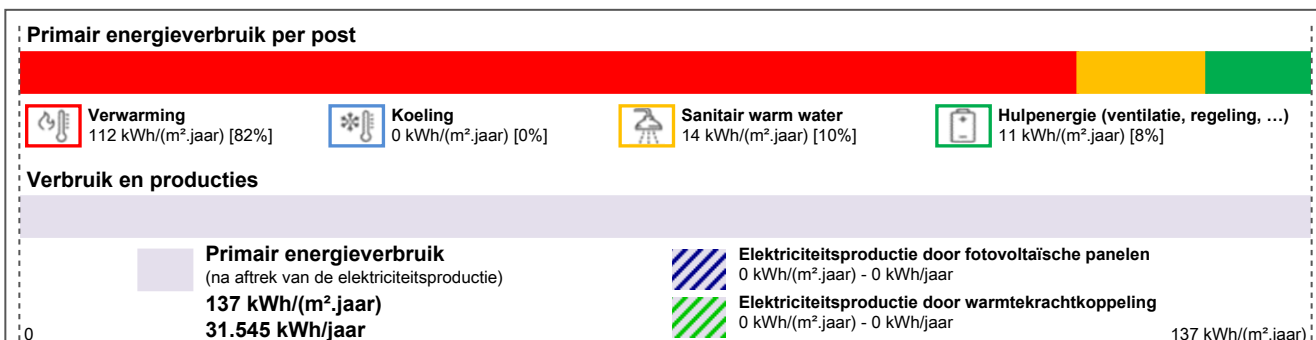 Primair energieverbruik per post
Verwarming
112 kWh/(m².jaar) [82%]
Koeling
0 kWh/(m².jaar) [0%]
Sanitair warm water
14 kWh/(m².jaar) [10%]
Hulpenergie (ventilatie, regeling, …)
11 kWh/(m².jaar) [8%]
Verbruik en producties
Primair energieverbruik
(na aftrek van de elektriciteitsproductie)
137 kWh/(m².jaar)
31.545 kWh/jaar
Elektriciteitsproductie door fotovoltaïsche panelen
0 kWh/(m².jaar) - 0 kWh/jaar
Elektriciteitsproductie door warmtekrachtkoppeling
0 kWh/(m².jaar) - 0 kWh/jaar
0
137 kWh/(m².jaar)